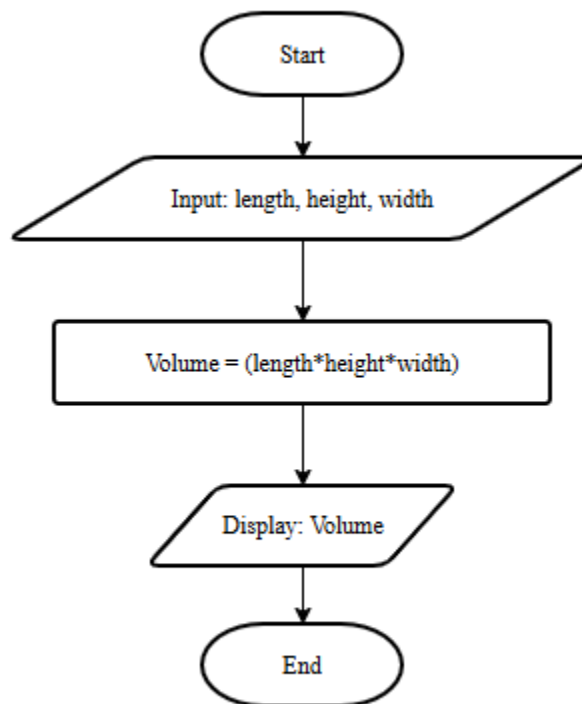 Start
Input: length, height, width
Volume = (length*height*width)
Display: Volume
End